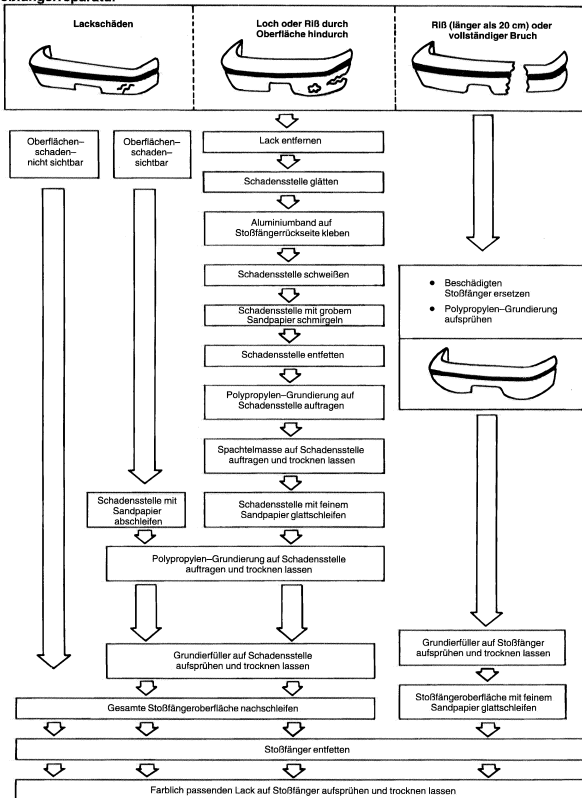 Lackschäden
Loch oder Riß durch
Oberfläche hindurch
Riß (länger als 20 cm) oder
vollständiger Bruch
Oberflächen–
schaden–
nicht sichtbar
Oberflächen–
schaden–
sichtbar
Lack entfernen
Schadensstelle glätten
Aluminiumband auf
Stoßfängerrückseite kleben
Schadensstelle schweißen
Schadensstelle mit grobem
Sandpapier schmirgeln
Schadensstelle entfetten
Polypropylen–Grundierung auf
Schadensstelle auftragen
Spachtelmasse auf Schadensstelle
auftragen und trocknen lassen
Schadensstelle mit
Sandpapier
abschleifen
Schadensstelle mit feinem
Sandpapier glattschleifen
Polypropylen–Grundierung auf Schadensstelle
auftragen und trocknen lassen
Grundierfüller auf Schadensstelle
aufsprühen und trocknen lassen
Gesamte Stoßfängeroberfläche nachschleifen
• Beschädigten
Stoßfänger ersetzen
• Polypropylen–Grundierung
aufsprühen
Grundierfüller auf Stoßfänger
aufsprühen und trocknen lassen
Stoßfängeroberfläche mit feinem
Sandpapier glattschleifen
Stoßfänger entfetten
Farblich passenden Lack auf Stoßfänger aufsprühen und trocknen lassen